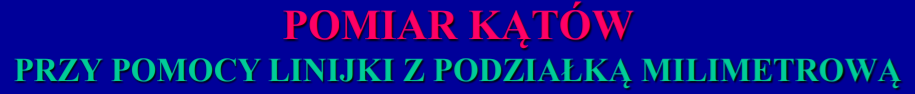 POMIAR KĄTÓW
PRZY POMOCY LINIJKI Z PODZIAŁKĄ MILIMETROWĄ